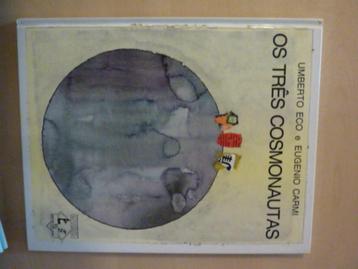 UMBERTO ECO e EUGENIO CARMI
OS TRÊS COSMONAUTAS